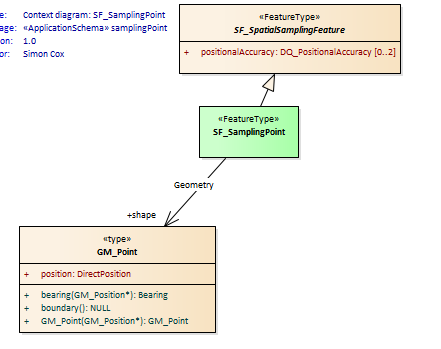 e: Context diagram: SF_SamplingPoint
age: «ApplicationSchema» samplingPoint
on: 1.0
or: Simon Cox
«FeatureType»
SF_SpatialSamplingFeature
+ positionalAccuracy: DQ_PositionalAccuracy [0..2]
«FeatureType»
SF_SamplingPoint
Geometry
+shape
«type»
GM_Point
+ position: DirectPosition
+ bearing(GM_Position*): Bearing
+ boundary(): NULL
+ GM_Point(GM_Position*): GM_Point